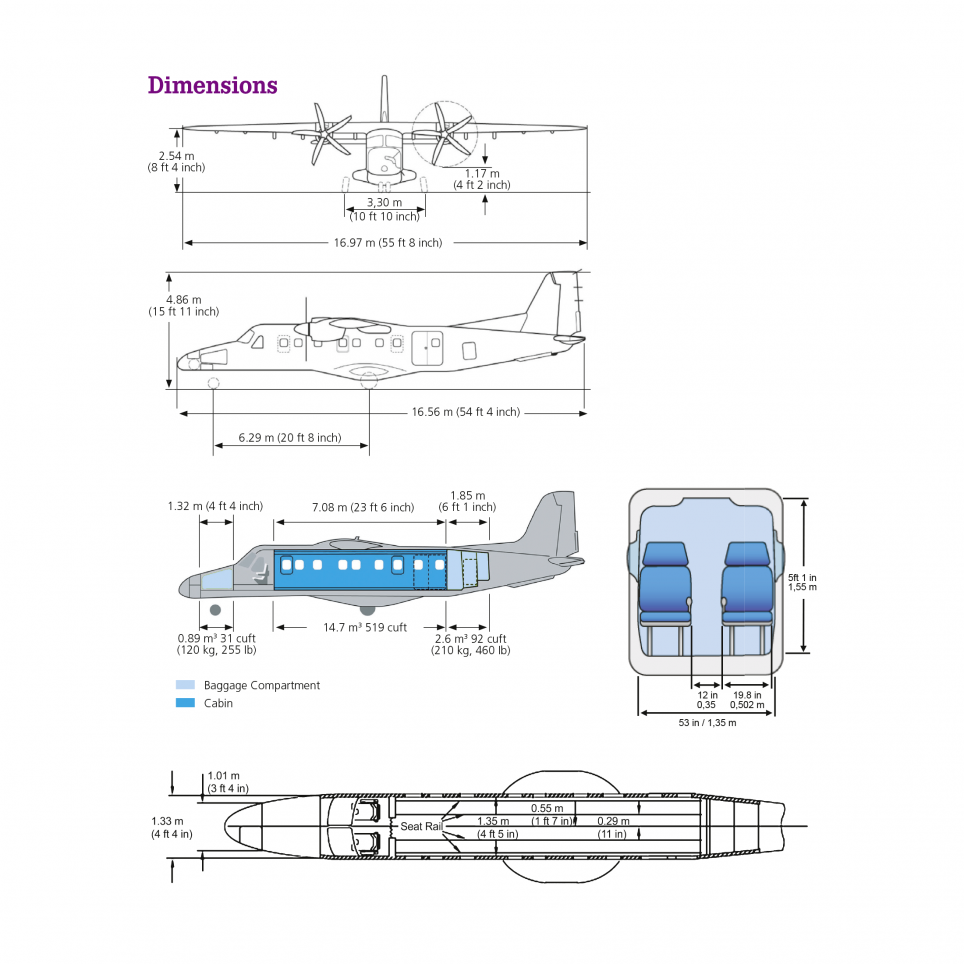 Dimensions
2.54 m
(8 ft 4 inch)
1.17 m
(4 ft 2 inch)
3,30 m
(10 ft 10 inch)
16.97 m (55 ft 8 inch)
4.86 m
(15 ft 11 inch)
16.56 m (54 ft 4 inch)
6.29 m (20 ft 8 inch)
1.32 m (4 ft 4 inch)
7.08 m (23 ft 6 inch)
1.85 m
(6 ft 1 inch)
0.89 m³ 31 cuft
(120 kg, 255 lb)
14.7 m³ 519 cuft
2.6 m³ 92 cuft
(210 kg, 460 lb)
Baggage Compartment
Cabin
5ft 1 in
1,55 m
12 in
0,35
19.8 in
0,502 m
53 in / 1,35 m
1.01 m
(3 ft 4 in)
1.33 m
(4 ft 4 in)
Seat Rail
1.35 m
(4 ft 5 in)
0.55 m
(1 ft 7 in)
0.29 m
(11 in)